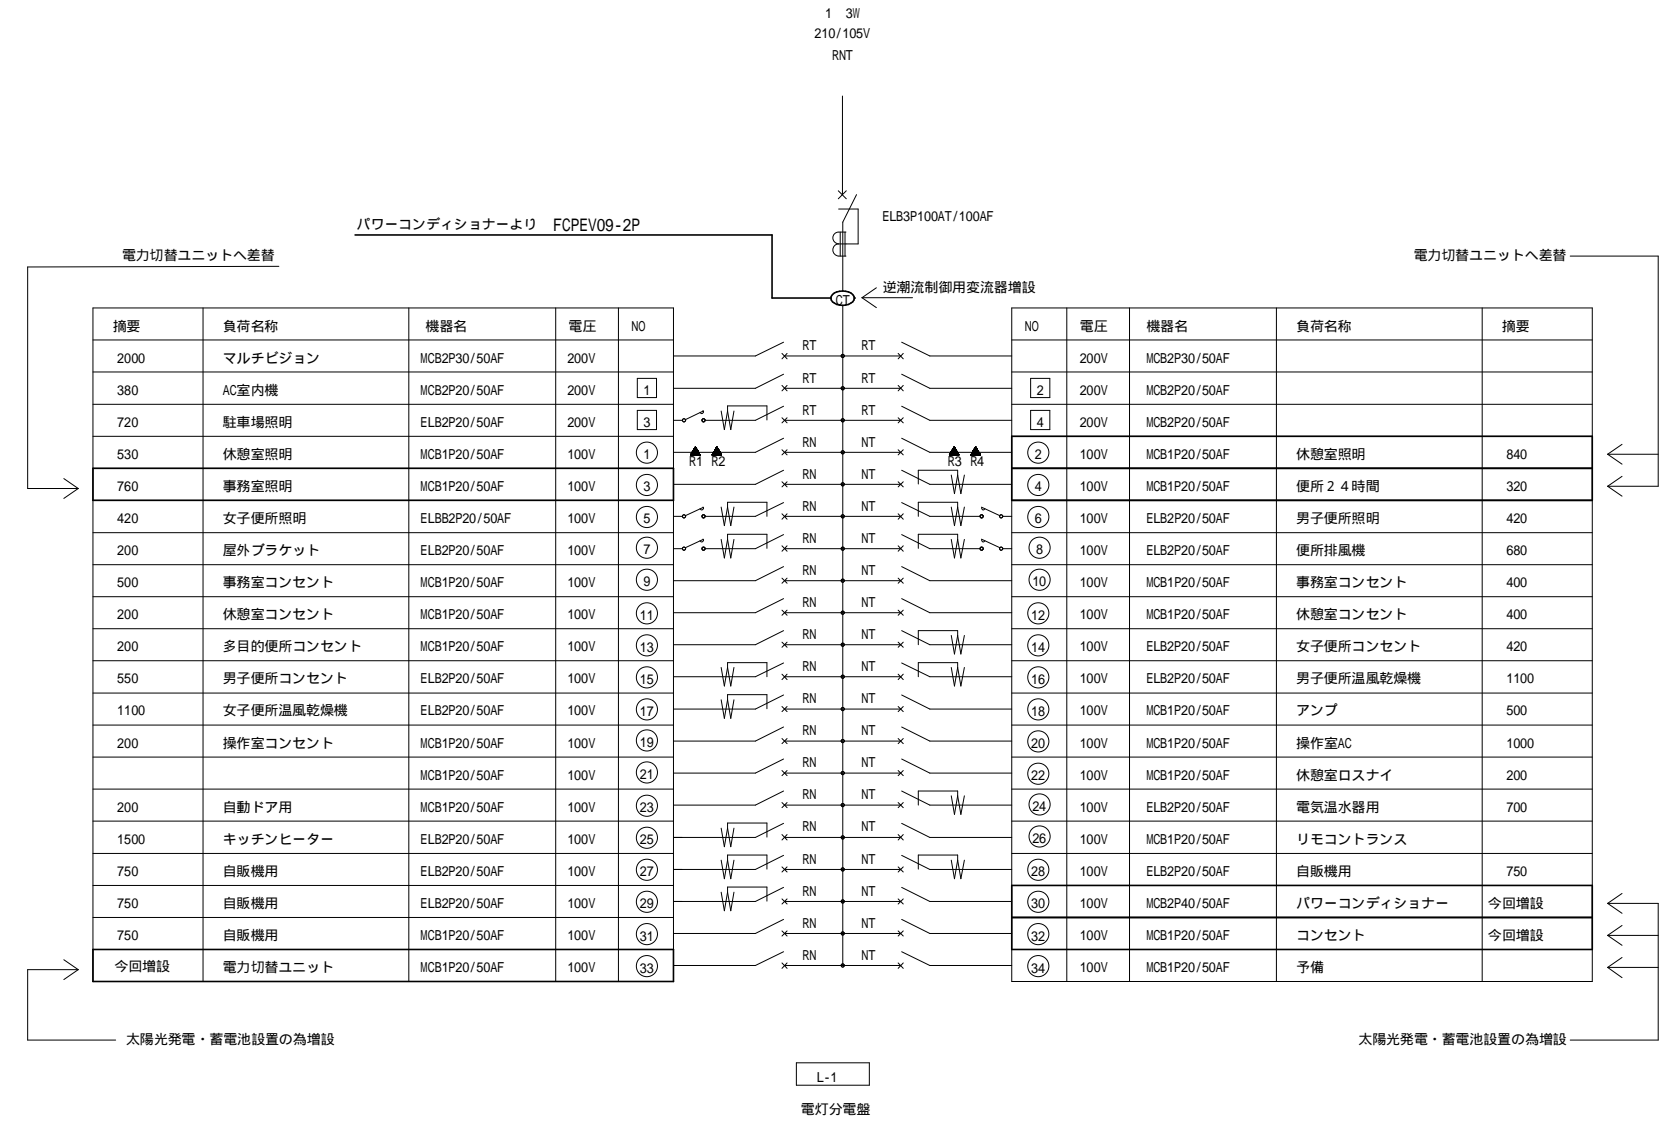 1 3W
210/105V
RNT
ELB3P100AT/100AF
パワーコンディショナーより FCPEV09-2P
電力切替ユニットへ差替
電力切替ユニットへ差替
CT
逆潮流制御用変流器増設
摘要 負荷名称 機器名 電圧 NO NO 電圧 機器名 負荷名称 摘要
2000 マルチビジョン MCB2P30/50AF 200V RT RT 200V MCB2P30/50AF
380 AC室内機 MCB2P20/50AF 200V 1 RT RT 2 200V MCB2P20/50AF
720 駐車場照明 ELB2P20/50AF 200V 3 RT RT 4 200V MCB2P20/50AF
530 休憩室照明 MCB1P20/50AF 100V 1 R1 R2 RN NT R3 R4 2 100V MCB1P20/50AF 休憩室照明 840
760 事務室照明 MCB1P20/50AF 100V 3 RN NT 4 100V MCB1P20/50AF 便所24時間 320
420 女子便所照明 ELBB2P20/50AF 100V 5 RN NT 6 100V ELB2P20/50AF 男子便所照明 420
200 屋外ブラケット ELB2P20/50AF 100V 7 RN NT 8 100V ELB2P20/50AF 便所排風機 680
500 事務室コンセント MCB1P20/50AF 100V 9 RN NT 10 100V MCB1P20/50AF 事務室コンセント 400
200 休憩室コンセント MCB1P20/50AF 100V 11 RN NT 12 100V MCB1P20/50AF 休憩室コンセント 400
200 多目的便所コンセント MCB1P20/50AF 100V 13 RN NT 14 100V ELB2P20/50AF 女子便所コンセント 420
550 男子便所コンセント ELB2P20/50AF 100V 15 RN NT 16 100V ELB2P20/50AF 男子便所温風乾燥機 1100
1100 女子便所温風乾燥機 ELB2P20/50AF 100V 17 RN NT 18 100V MCB1P20/50AF アンプ 500
200 操作室コンセント MCB1P20/50AF 100V 19 RN NT 20 100V MCB1P20/50AF 操作室AC 1000
MCB1P20/50AF 100V 21 RN NT 22 100V MCB1P20/50AF 休憩室ロスナイ 200
200 自動ドア用 MCB1P20/50AF 100V 23 RN NT 24 100V ELB2P20/50AF 電気温水器用 700
1500 キッチンヒーター ELB2P20/50AF 100V 25 RN NT 26 100V MCB1P20/50AF リモコントランス
750 自販機用 ELB2P20/50AF 100V 27 RN NT 28 100V ELB2P20/50AF 自販機用 750
750 自販機用 ELB2P20/50AF 100V 29 RN NT 30 100V MCB2P40/50AF パワーコンディショナー 今回増設
750 自販機用 MCB1P20/50AF 100V 31 RN NT 32 100V MCB1P20/50AF コンセント 今回増設
今回増設 電力切替ユニット MCB1P20/50AF 100V 33 RN NT 34 100V MCB1P20/50AF 予備
太陽光発電・蓄電池設置の為増設
太陽光発電・蓄電池設置の為増設
L-1
電灯分電盤